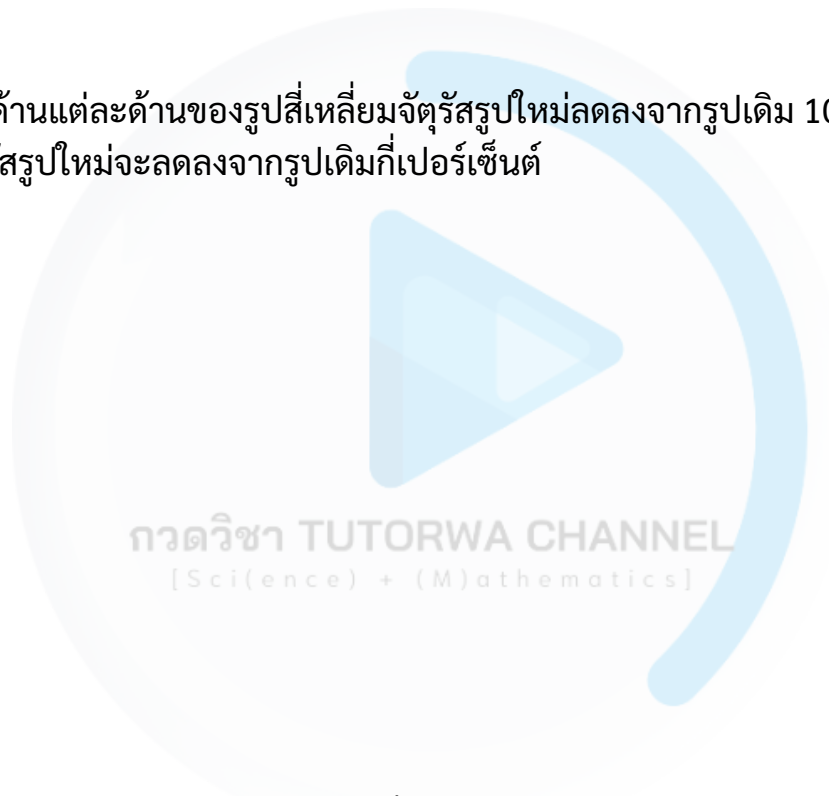 ด้านแต่ละด้านของรูปสี่เหลี่ยมจัตุรัสรูปใหม่ลดลงจากรูปเดิม 10
รัสรูปใหม่จะลดลงจากรูปเดิมกี่เปอร์เซ็นต์
กวดวิชา TUTORWA CHANNEL
[Sci(ence) + (M)athematics]